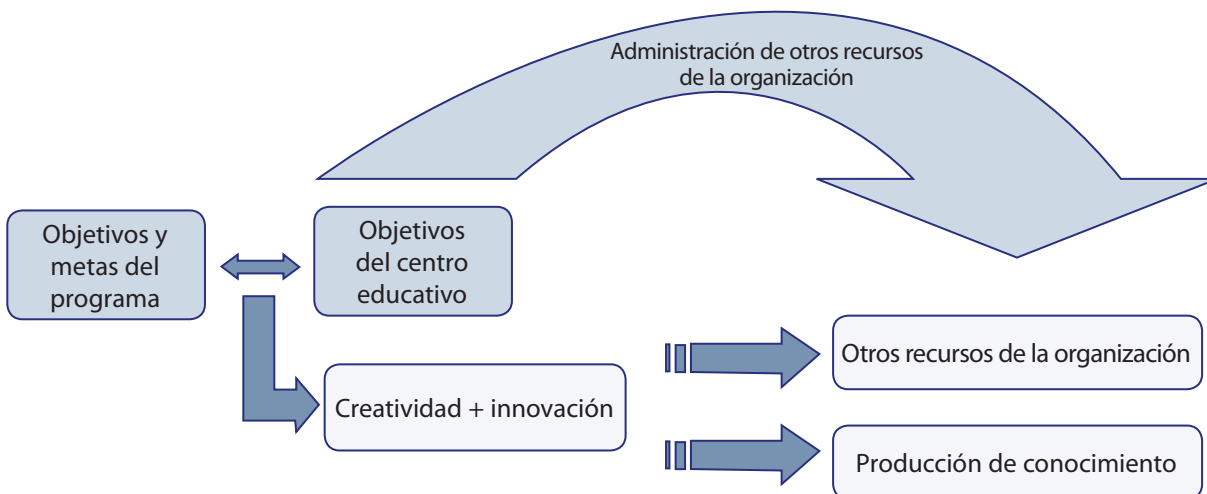 Administración de otros recursos
de la organización
Objetivos y
metas del
programa
Objetivos
del centro
educativo
Creatividad + innovación
Otros recursos de la organización
Producción de conocimiento